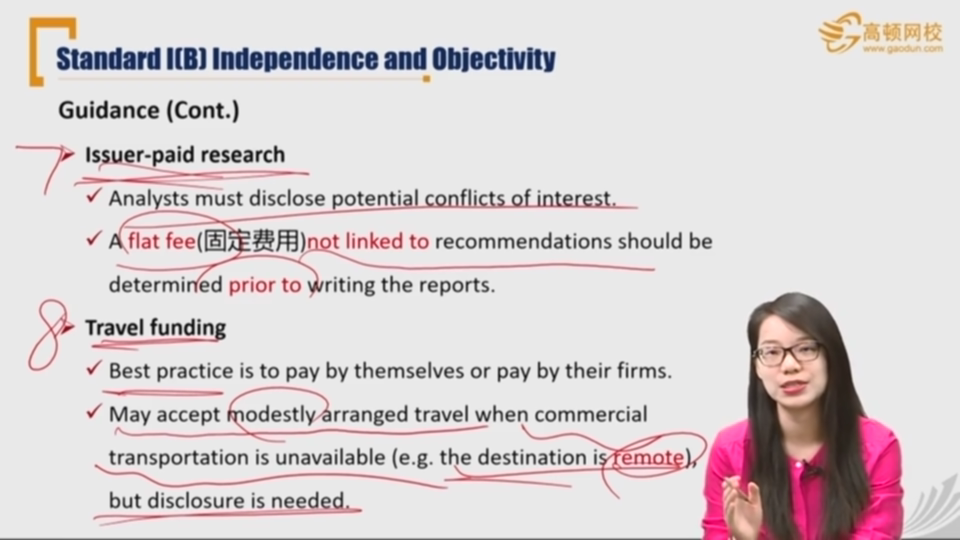 Standard I(B) Independence and Objectivity
高顿网校
www.gaodun.com
Guidance (Cont.)
7
Issuer-paid research
Analysts must disclose potential conflicts of interest.
A flat fee(固定费用)not linked to recommendations should be
determined prior to writing the reports.
8
Travel funding
Best practice is to pay by themselves or pay by their firms.
May accept modestly arranged travel when commercial
transportation is unavailable (e.g. the destination is remote),
but disclosure is needed.